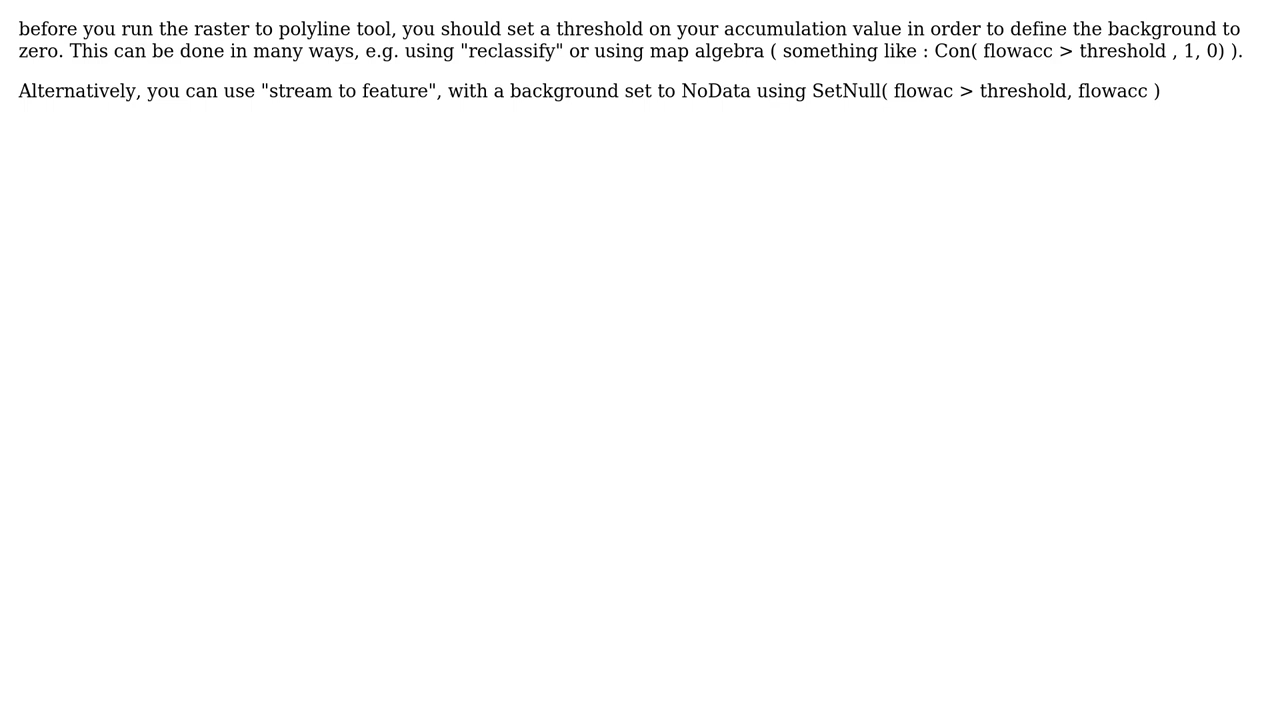 before you run the raster to polyline tool, you should set a threshold on your accumulation value in order to define the background to
zero. This can be done in many ways, e.g. using "reclassify" or using map algebra ( something like : Con( flowacc > threshold , 1, 0) ).
Alternatively, you can use "stream to feature", with a background set to NoData using SetNull( flowac > threshold, flowacc )